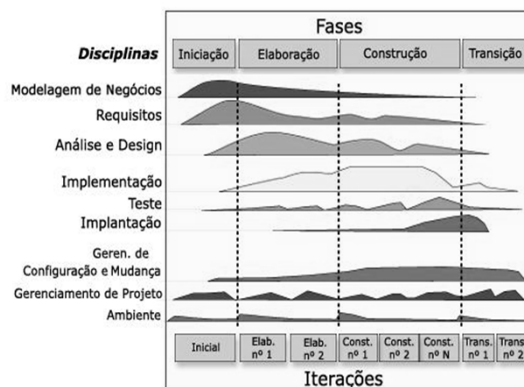 Fases
Disciplinas
Iniciação Elaboração Construção Transição
Modelagem de Negócios
Requisitos
Análise e Design
Implementação
Teste
Implantação
Geren. de
Configuração e Mudança
Gerenciamento de Projeto
Ambiente
Inicial Elab. nº 1 Elab. nº 2 Const. nº 1 Const. nº 2 Const. nº N Trans. nº 1 Trans. nº 2
Iterações